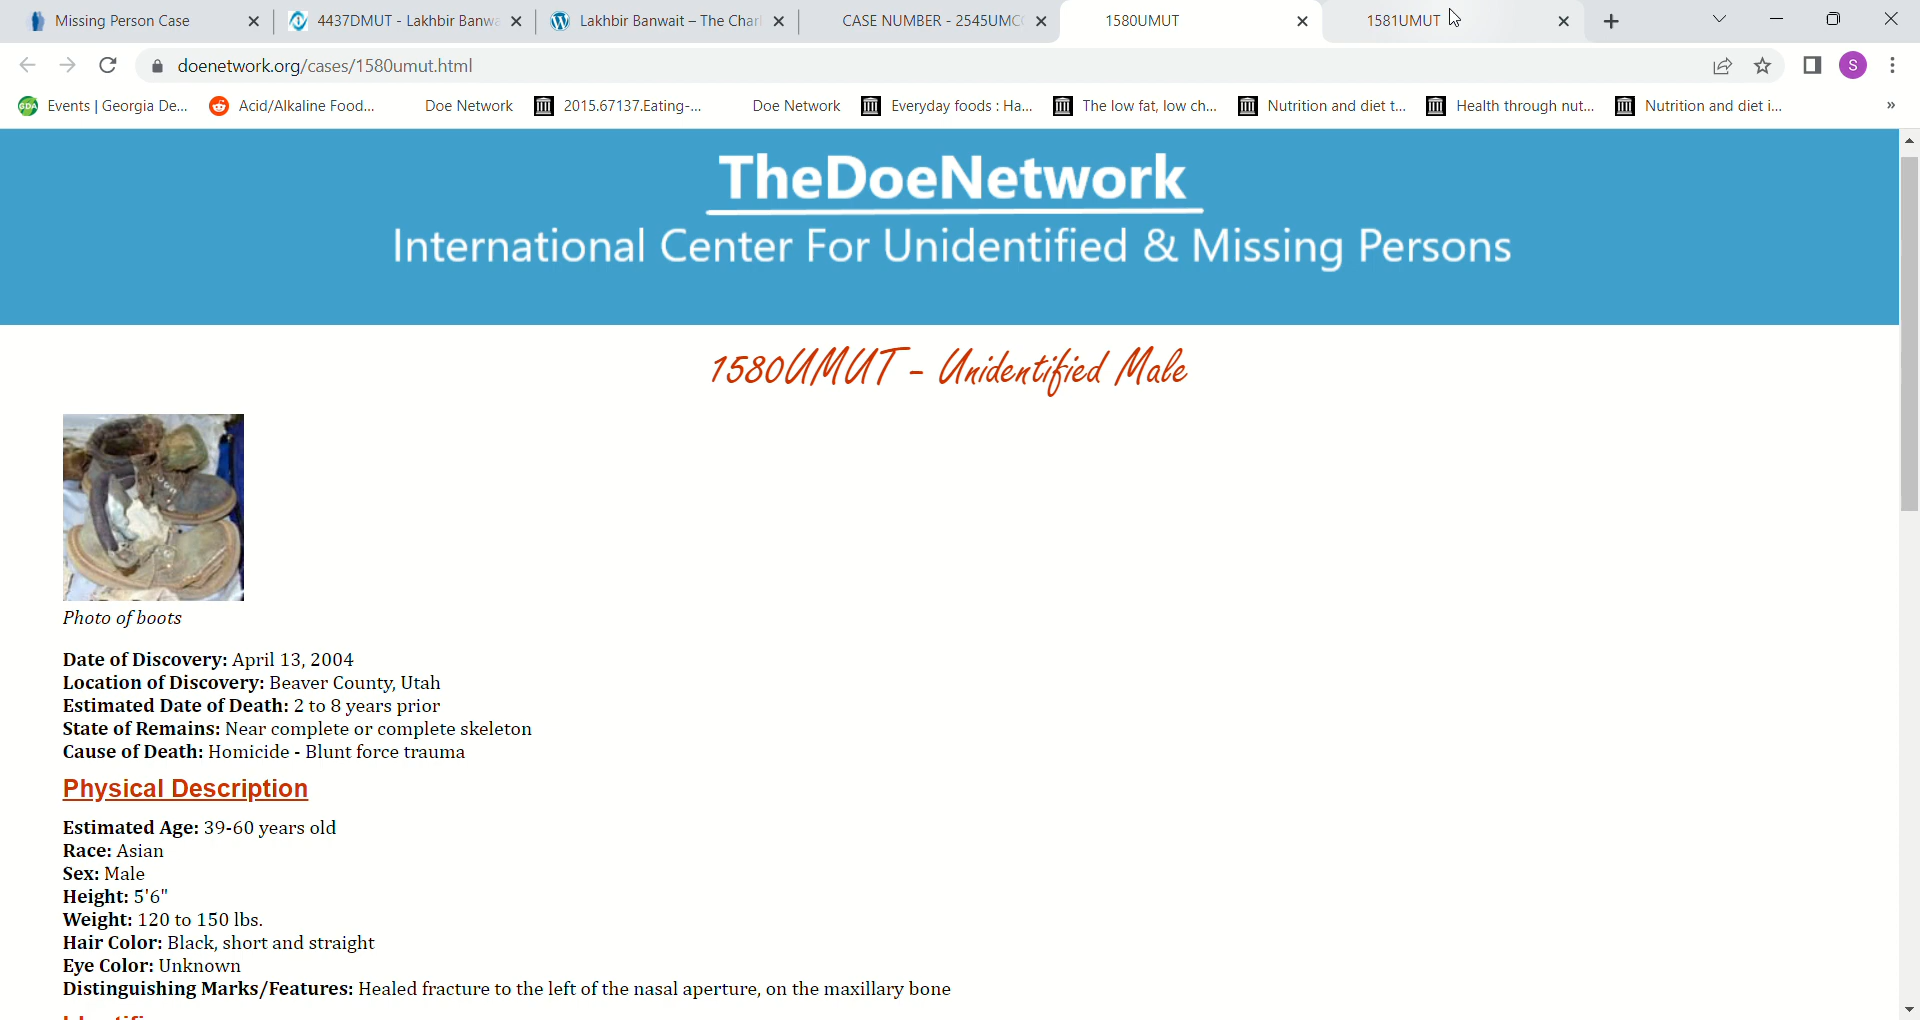 Missing Person Case
4437DMUT - Lakhbir Banwa
Lakhbir Banwait – The Charl
CASE NUMBER - 2545UMC
1580UMUT
1581UMUT
doenetwork.org/cases/1580umut.html
S
Events | Georgia De...
Acid/Alkaline Food...
Doe Network
2015.67137.Eating-...
Doe Network
Everyday foods : Ha...
The low fat, low ch...
Nutrition and diet t...
Health through nut...
Nutrition and diet i...
»
TheDoeNetwork
International Center For Unidentified & Missing Persons
1580UMUT - Unidentified Male
Photo of boots
Date of Discovery: April 13, 2004
Location of Discovery: Beaver County, Utah
Estimated Date of Death: 2 to 8 years prior
State of Remains: Near complete or complete skeleton
Cause of Death: Homicide - Blunt force trauma
Physical Description
Estimated Age: 39-60 years old
Race: Asian
Sex: Male
Height: 5'6"
Weight: 120 to 150 lbs.
Hair Color: Black, short and straight
Eye Color: Unknown
Distinguishing Marks/Features: Healed fracture to the left of the nasal aperture, on the maxillary bone